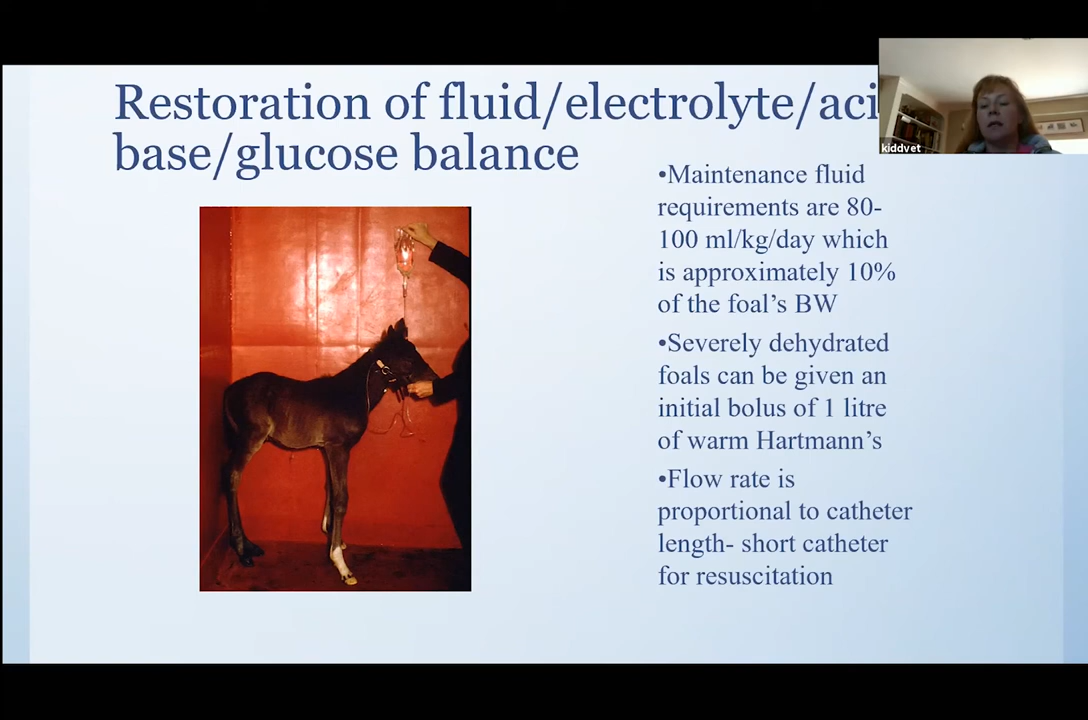 Restoration of fluid/electrolyte/aci
base/glucose balance
kiddvet
•Maintenance fluid
requirements are 80-
100 ml/kg/day which
is approximately 10%
of the foal's BW
•Severely dehydrated
foals can be given an
initial bolus of 1 litre
of warm Hartmann's
•Flow rate is
proportional to catheter
length- short catheter
for resuscitation